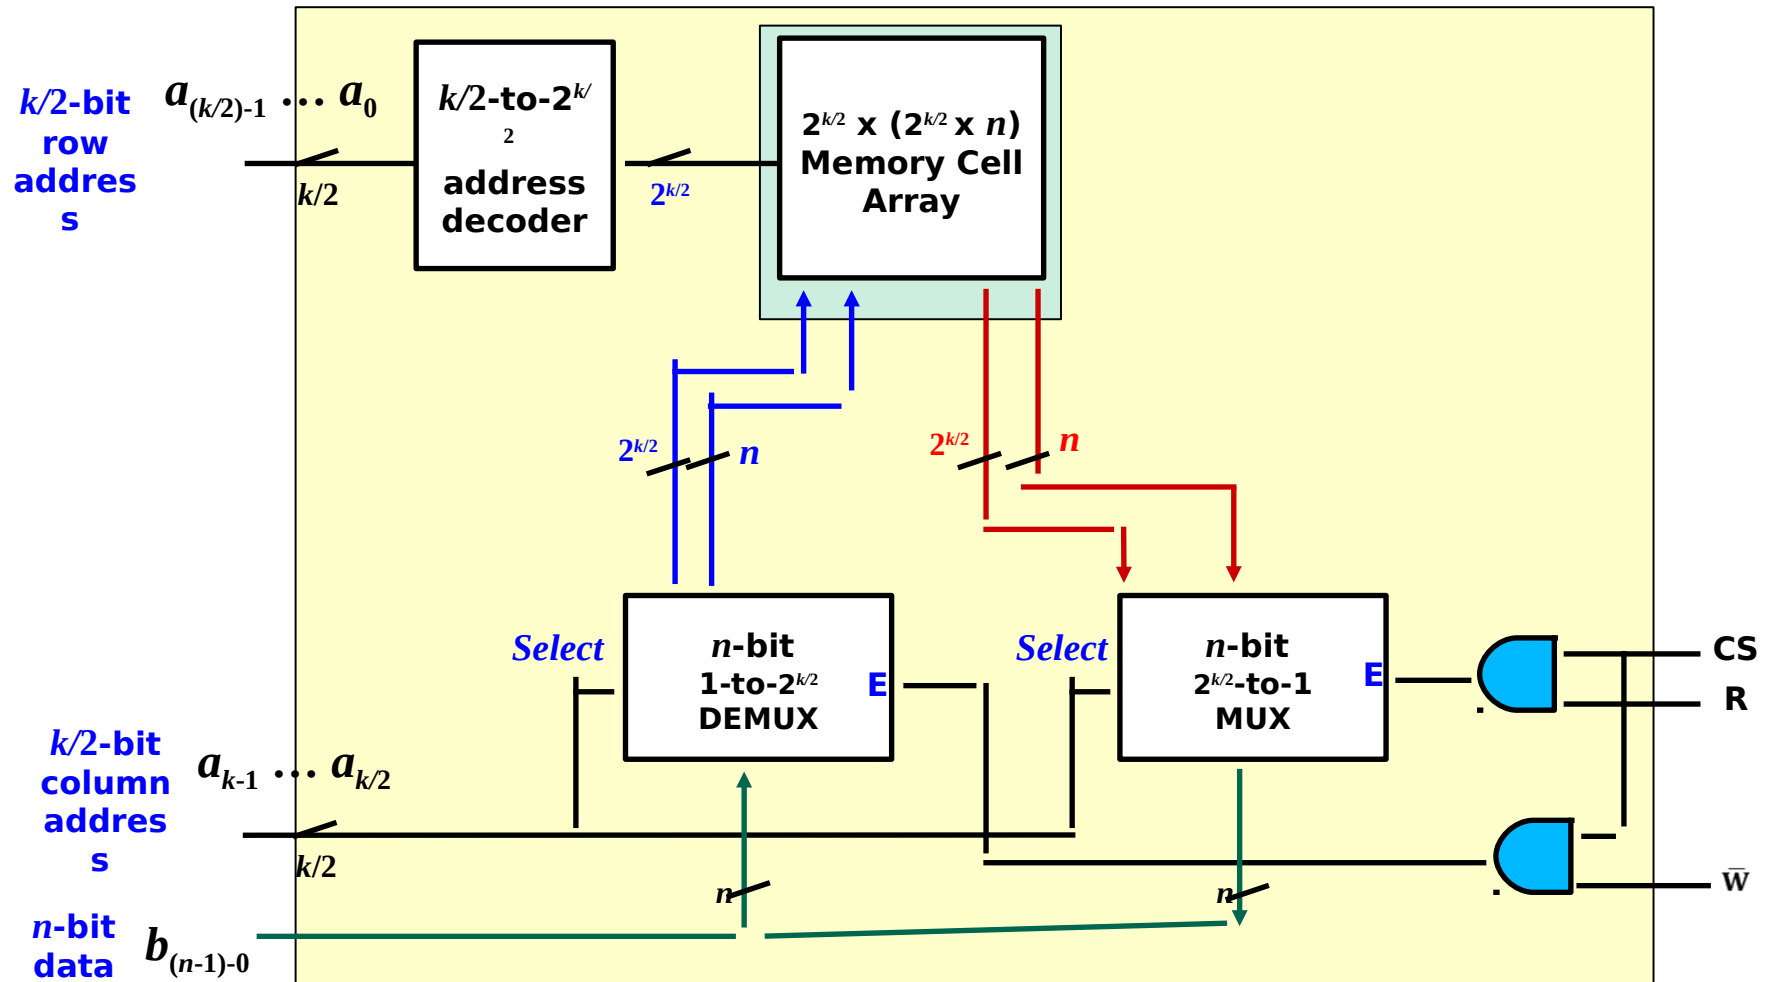 k/2-bit
row
addres
s
a(k/2)-1 … a0
k/2
k/2-to-2k/
2
address
decoder
2k/2
2k/2 x (2k/2 x n)
Memory Cell
Array
2k/2
n
2k/2
n
Select
n-bit
1-to-2k/2
DEMUX
E
Select
n-bit
2k/2-to-1
MUX
E
CS
R
k/2-bit
column
addres
s
ak-1 … ak/2
k/2
n
n
W̅
n-bit
data
b(n-1)-0